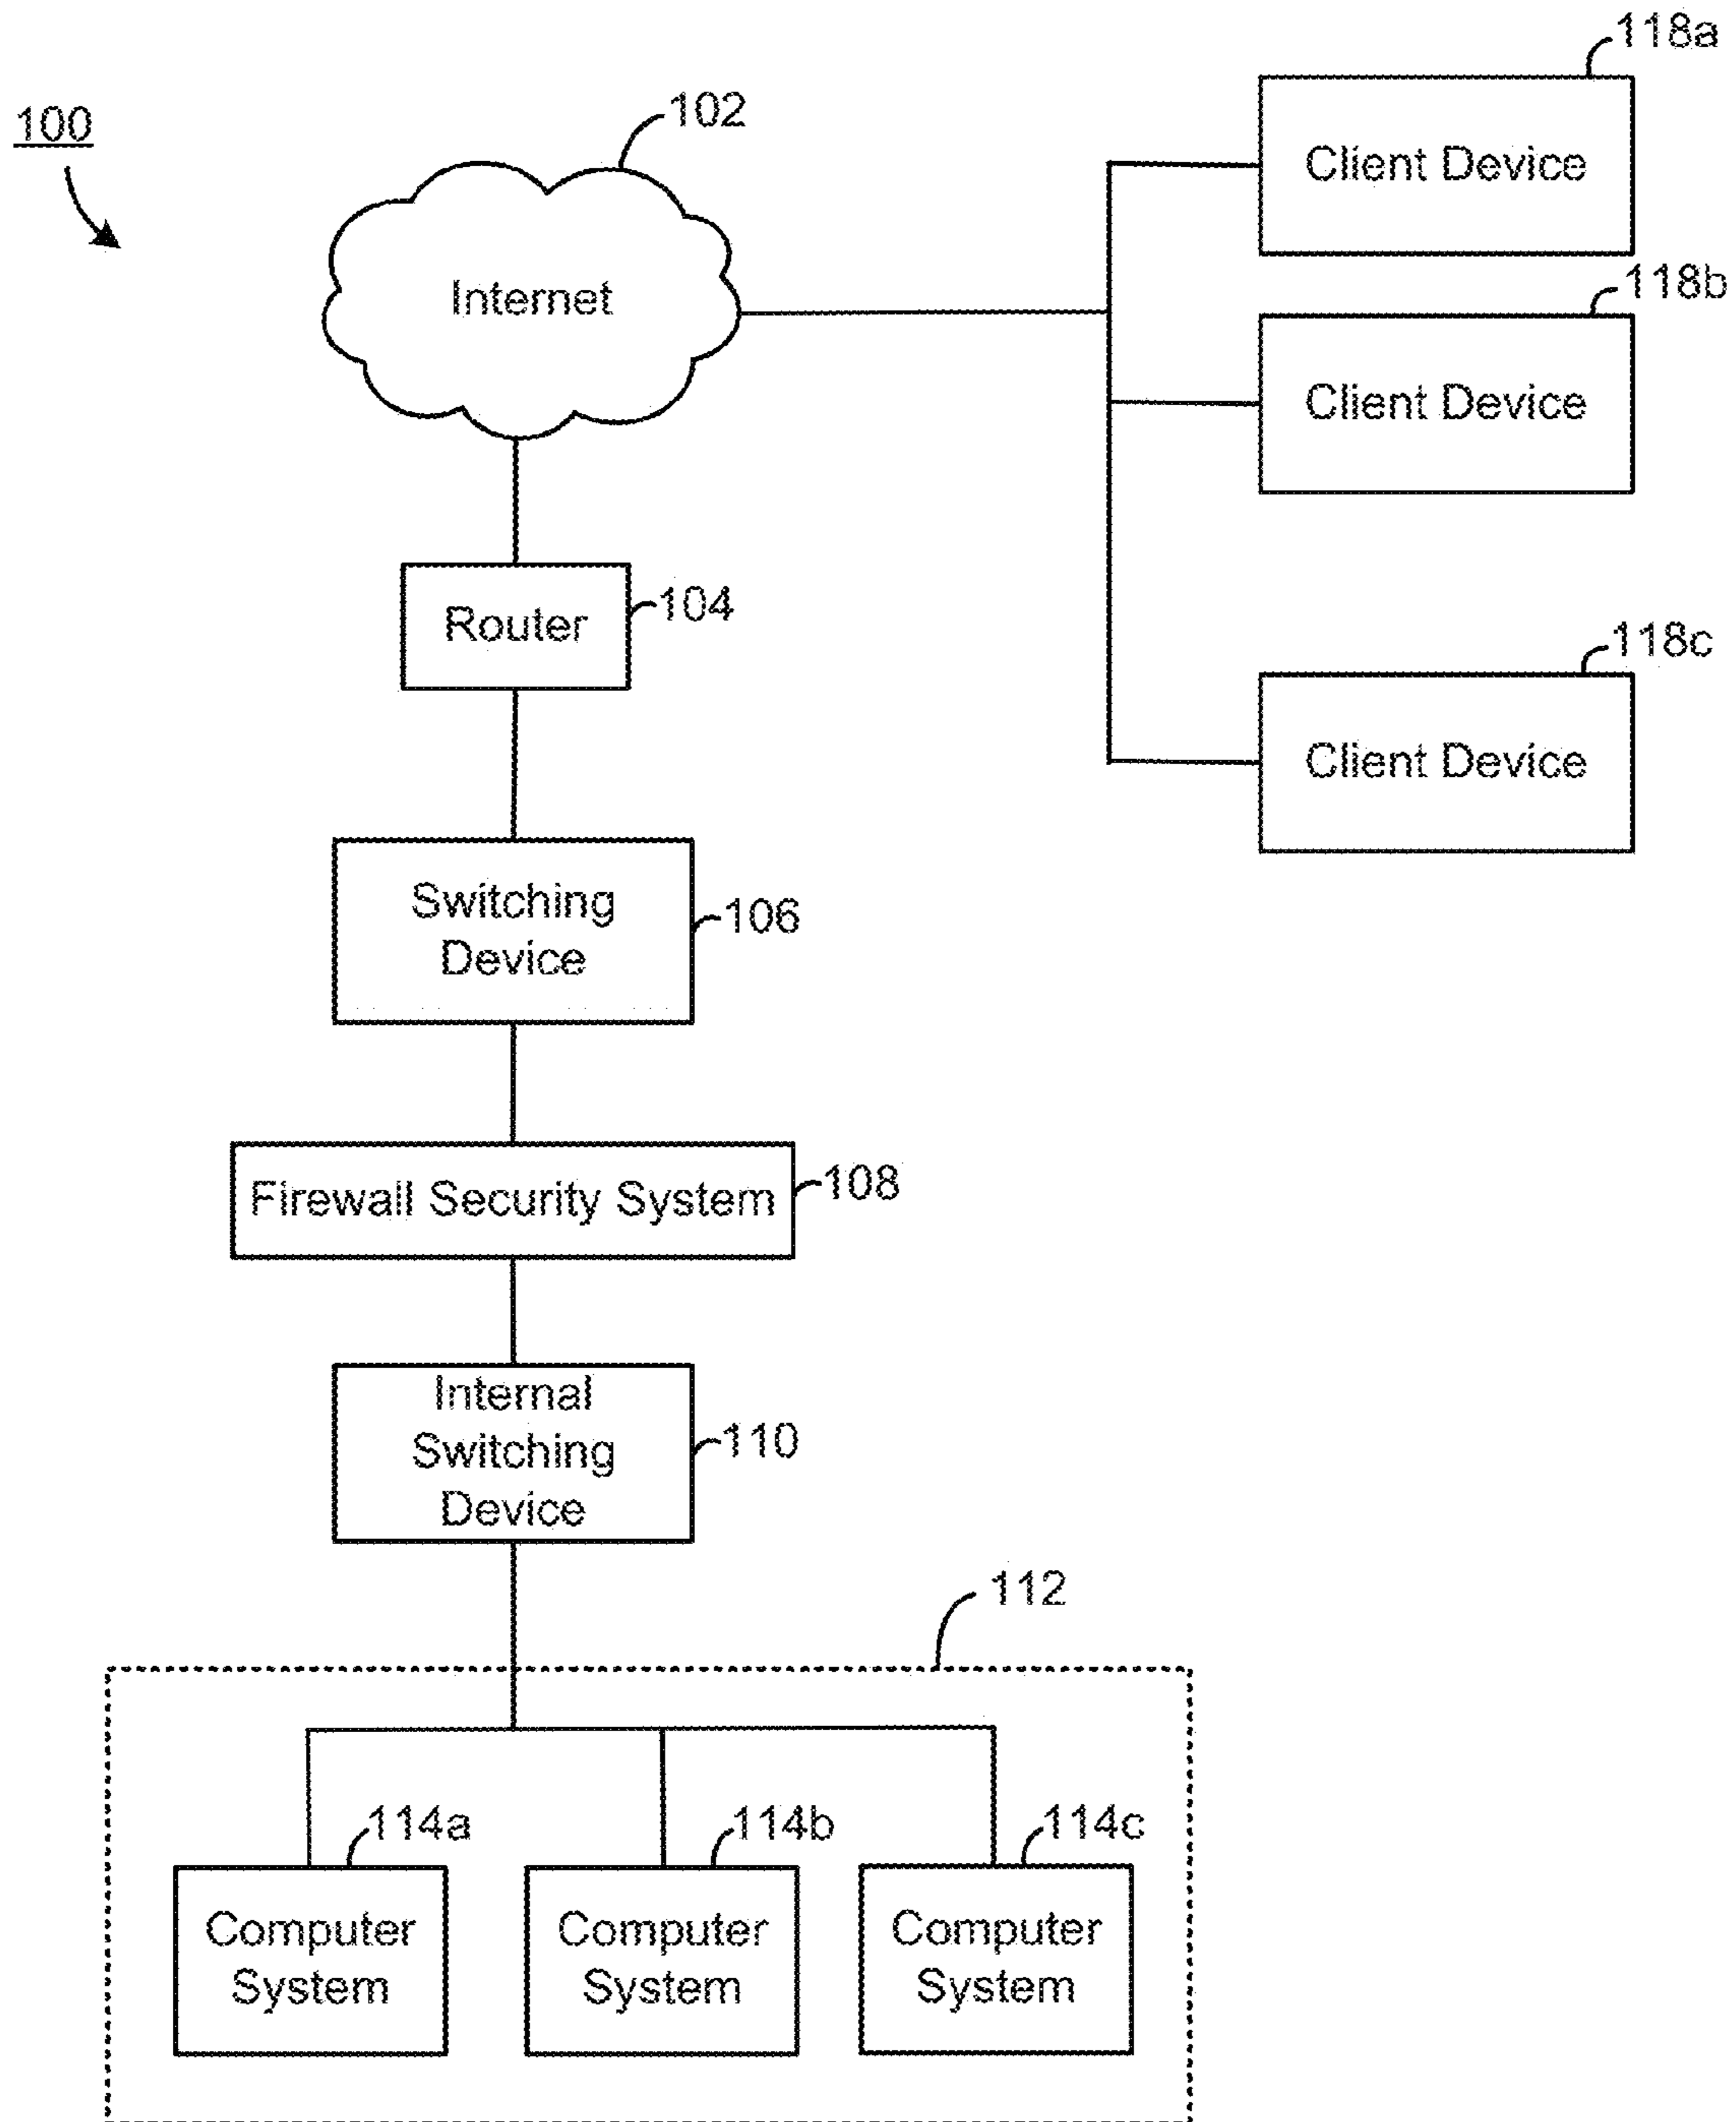 118a
100
102
Client Device
Internet
118b
Client Device
104
Router
118c
Client Device
Switching
Device
106
Firewall Security System
108
Internal
Switching
Device
110
112
114a
114b
114c
Computer
System
Computer
System
Computer
System